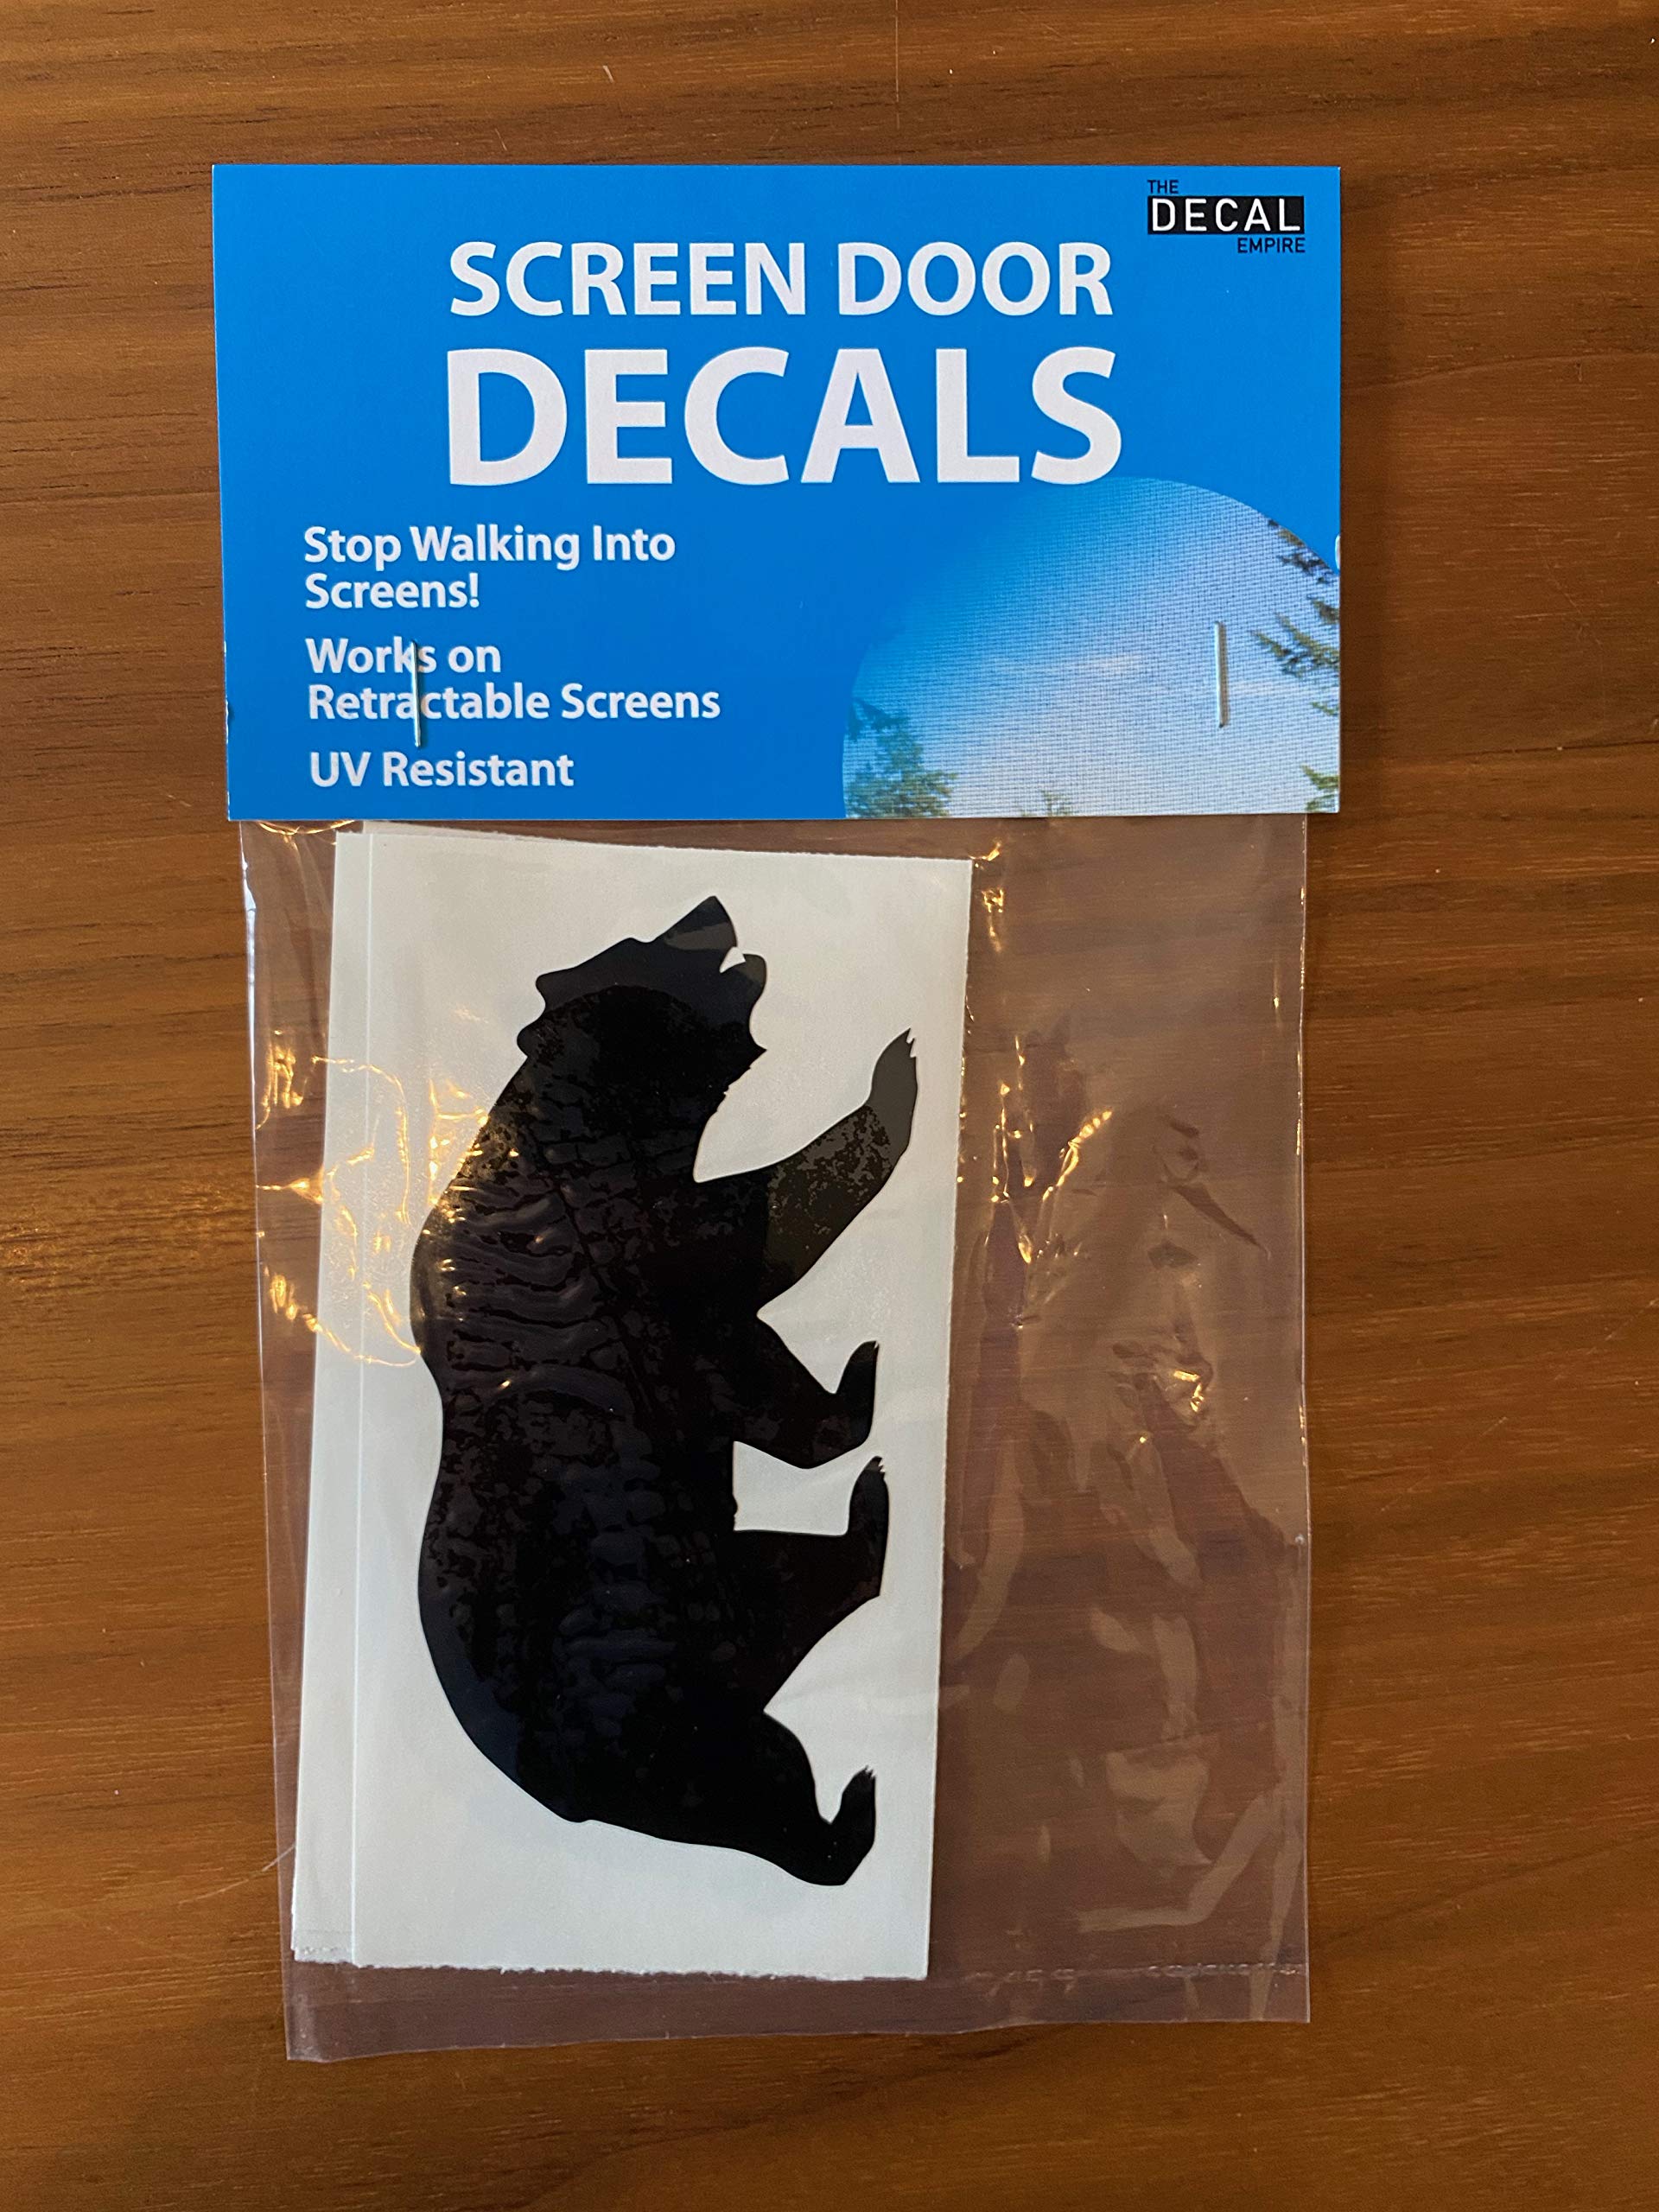 THE
DECAL
EMPIRE
SCREEN DOOR
DECALS
Stop Walking Into
Screens!
Works on
Retractable Screens
UV Resistant